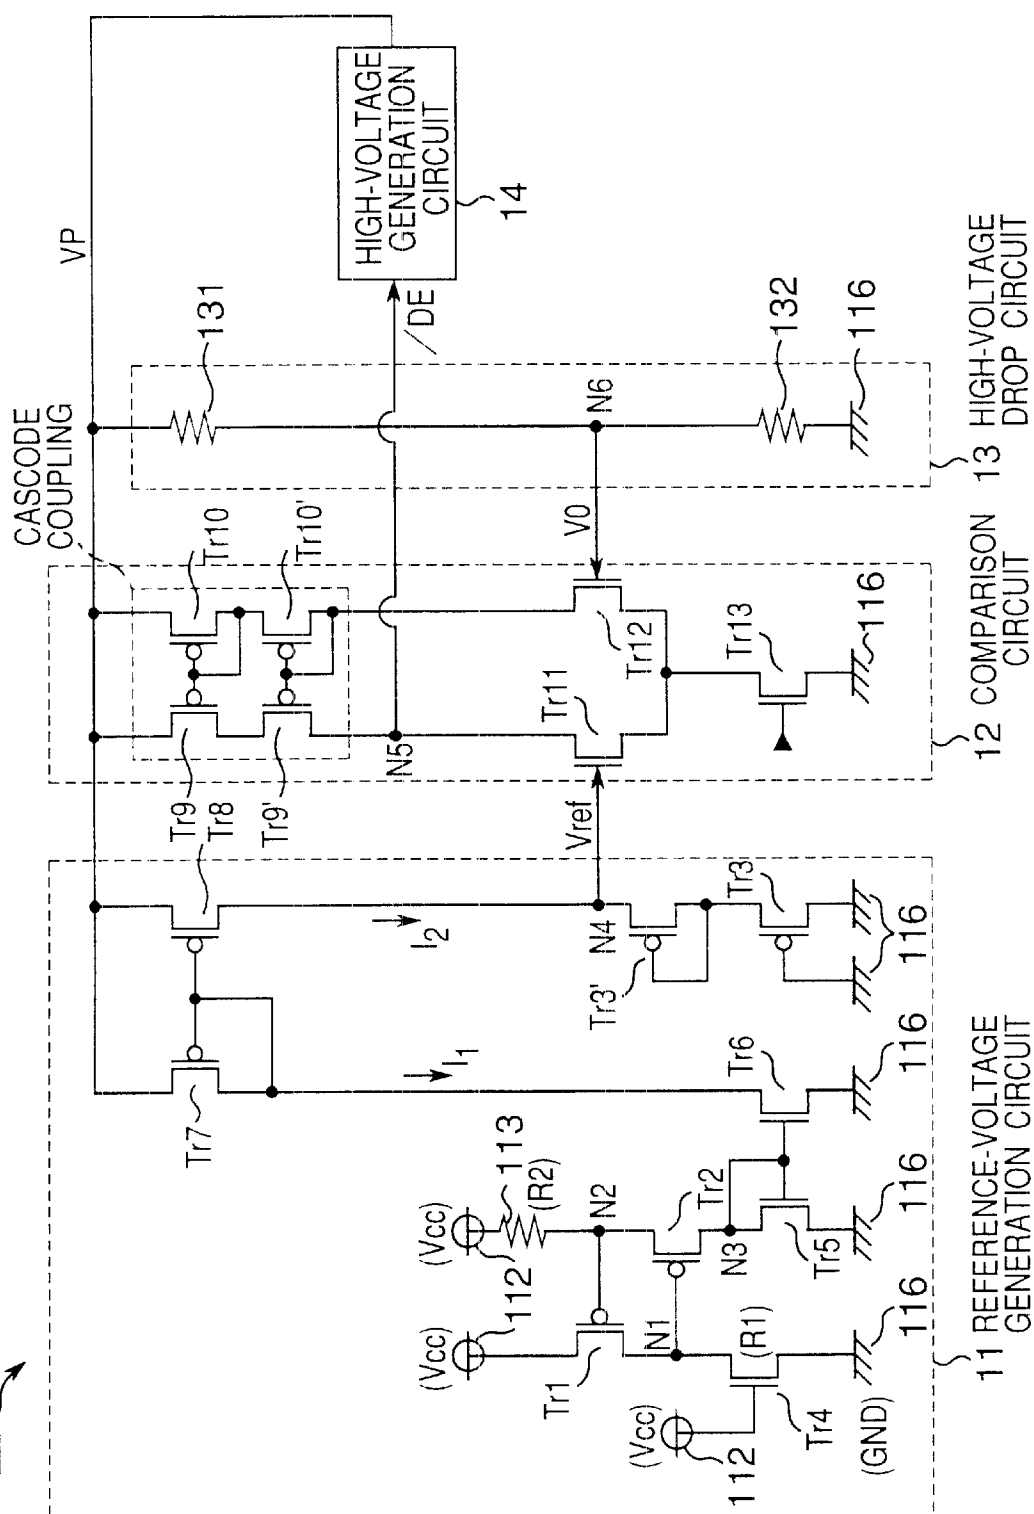 VP
HIGH-VOLTAGE
GENERATION
CIRCUIT
14
/DE
CASCODE
COUPLING
131
N6
132
116
13 HIGH-VOLTAGE
DROP CIRCUIT
Tr10
Tr10'
Tr9
Tr9'
N5
V0
Tr11
Tr12
Tr13
116
12 COMPARISON
CIRCUIT
Tr7
Tr8
I1
I2
Vref
N4
Tr3'
Tr3
116
Tr6
116
(Vcc)
113
(R2)
112
N2
Tr2
N3
Tr5
116
(Vcc)
112
Tr1
N1
(R1)
(Vcc)
112
Tr4
(GND)
116
11 REFERENCE-VOLTAGE
GENERATION CIRCUIT